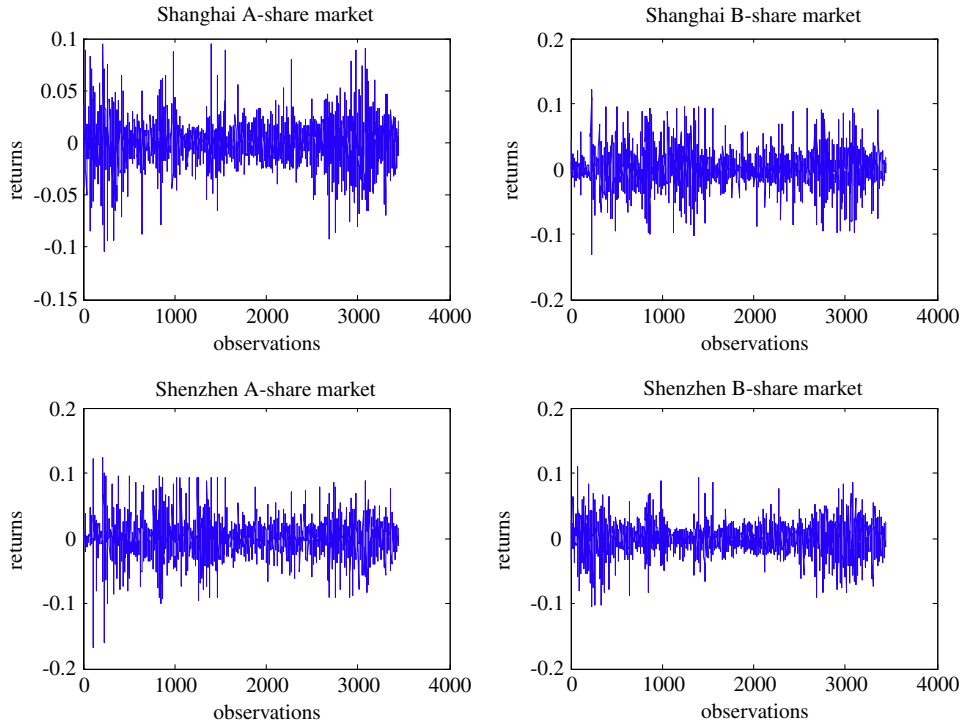 Shanghai A-share market
0.1
0.05
0
-0.05
-0.1
-0.15
returns
0 1000 2000 3000 4000
observations
Shanghai B-share market
0.2
0.1
0
-0.1
-0.2
returns
0 1000 2000 3000 4000
observations
Shenzhen A-share market
0.2
0.1
0
-0.1
-0.2
returns
0 1000 2000 3000 4000
observations
Shenzhen B-share market
0.2
0.1
0
-0.1
-0.2
returns
0 1000 2000 3000 4000
observations